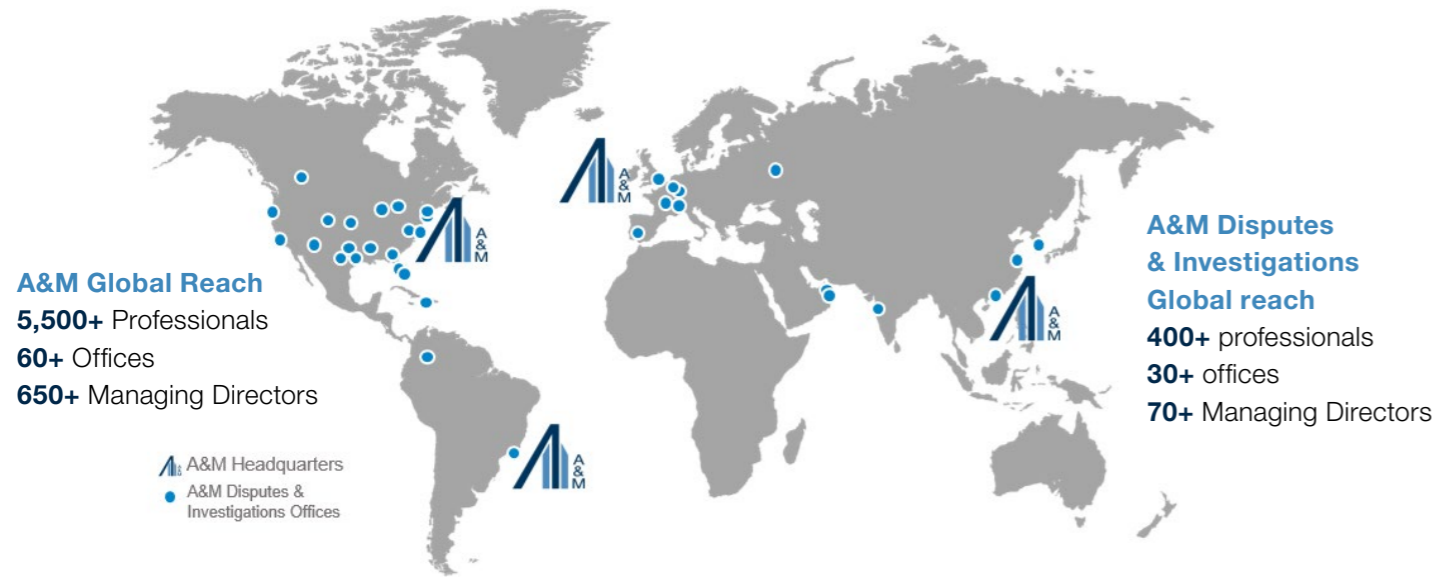 A&M Global Reach
5,500+ Professionals
60+ Offices
650+ Managing Directors
A&M Headquarters
A&M Disputes &
Investigations Offices
A&M
A&M
A&M
A&M
A&M Disputes
& Investigations
Global reach
400+ professionals
30+ offices
70+ Managing Directors